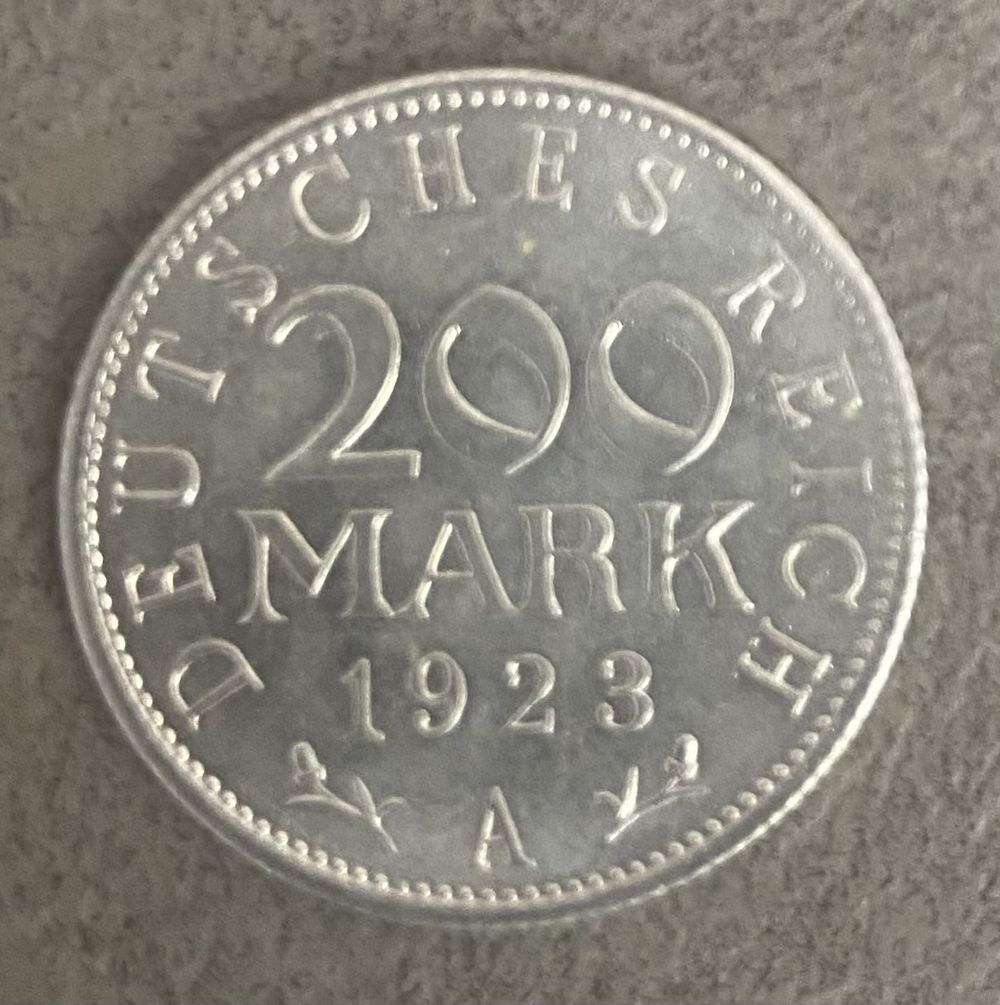 DEUTSCHES REICH
200
MARK
1923
A